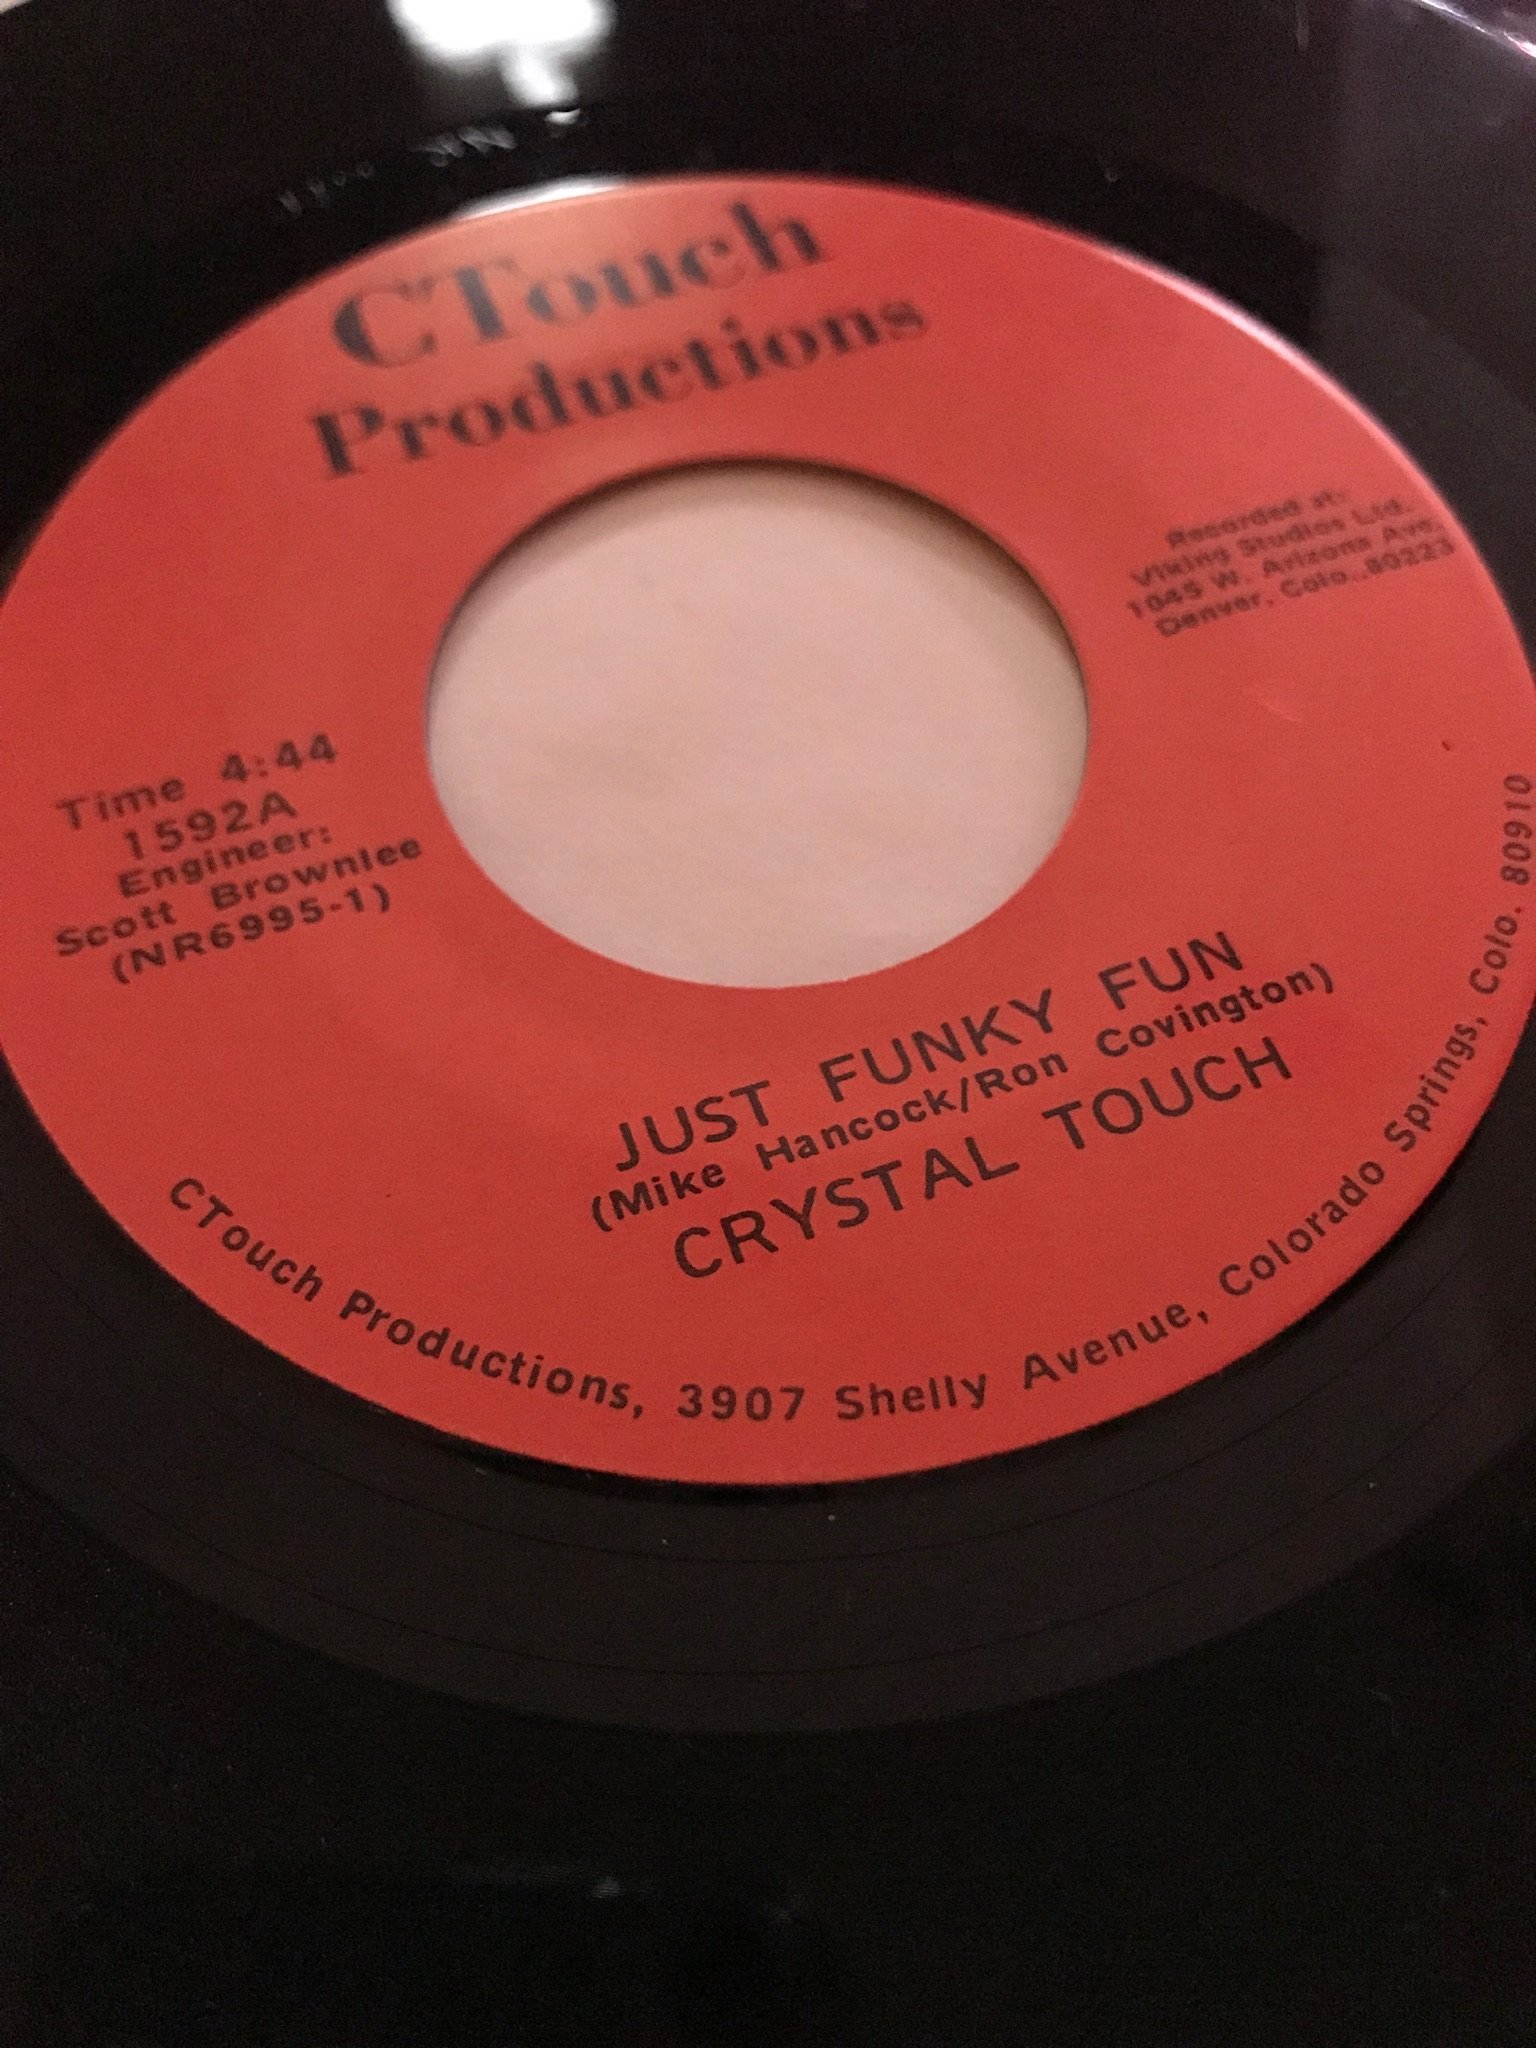 CTouch
Productions
Recorded at:
Viking Studios Ltd.
1045 W. Arizona Ave.
Denver, Colo. 80223
Time 4:44
1592A
Engineer:
Scott Brownlee
(NR6995-1)
JUST FUNKY FUN
(Mike Hancock/Ron Covington)
CRYSTAL TOUCH
CTouch Productions, 3907 Shelly Avenue, Colorado Springs, Colo. 80910